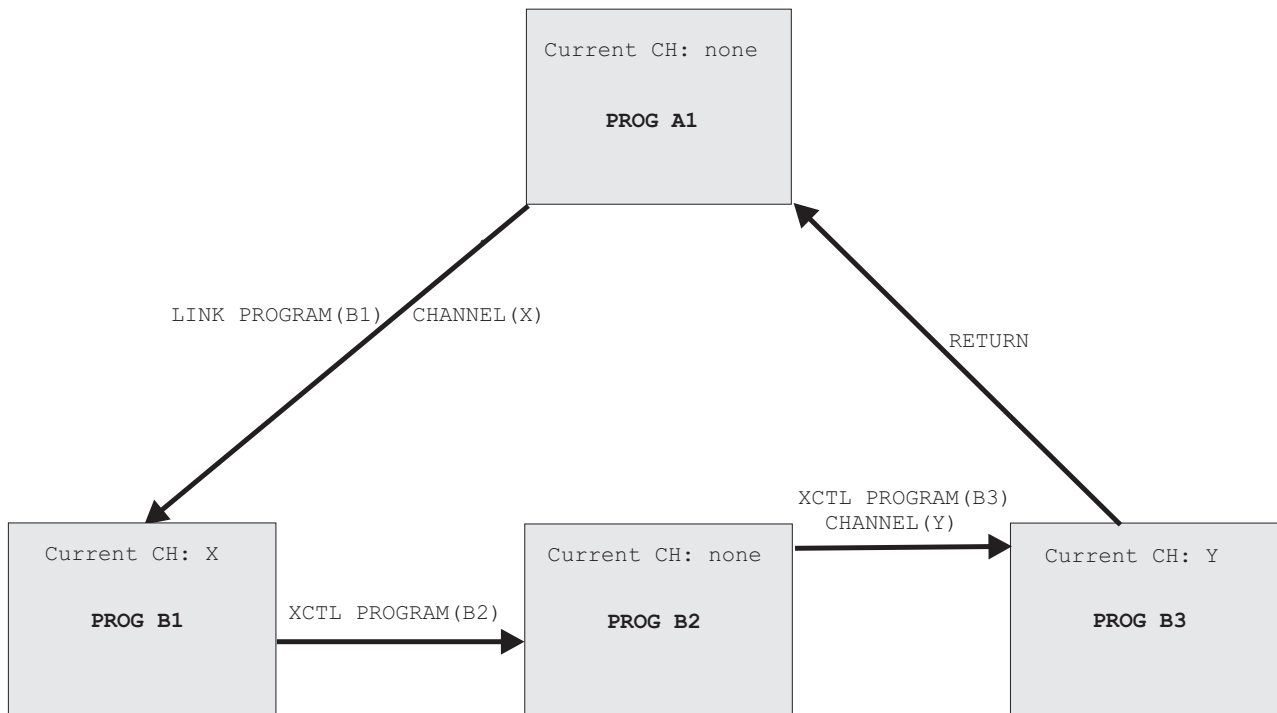 Current CH: none
PROG A1
LINK PROGRAM(B1) CHANNEL(X)
RETURN
XCTL PROGRAM(B3)
CHANNEL(Y)
Current CH: X
PROG B1
XCTL PROGRAM(B2)
Current CH: none
PROG B2
Current CH: Y
PROG B3